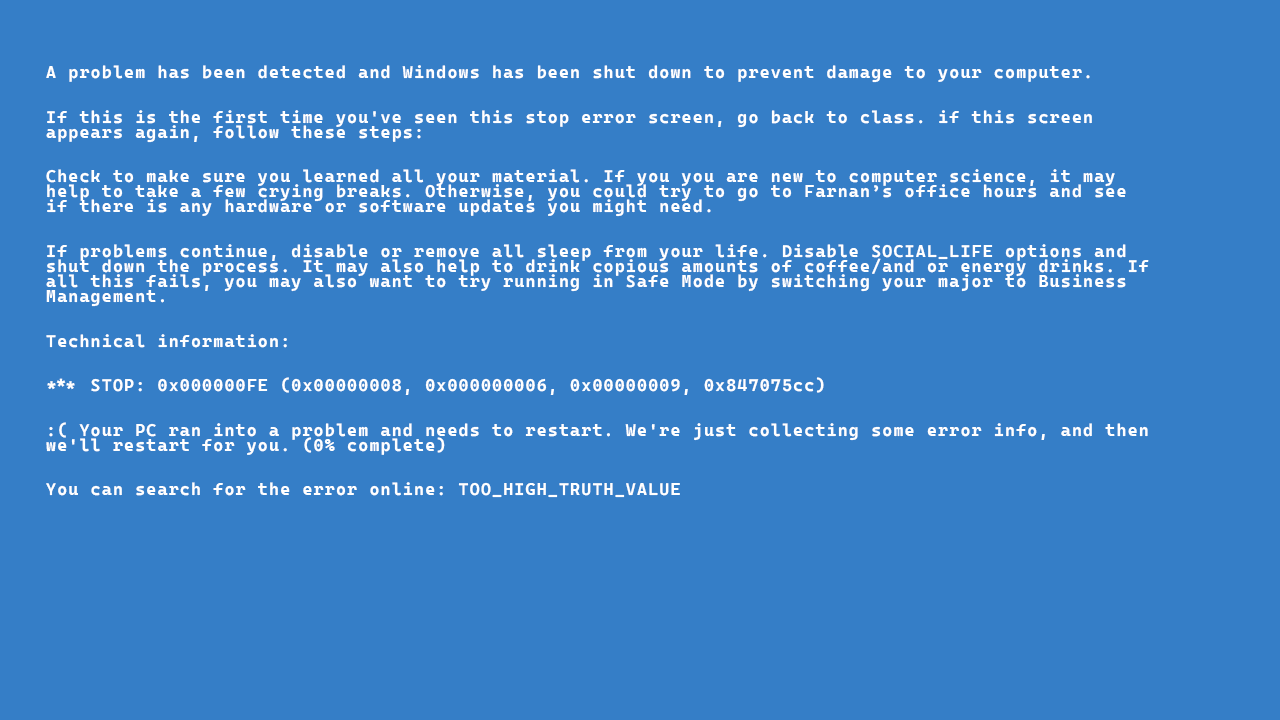 A problem has been detected and Windows has been shut down to prevent damage to your computer.
If this is the first time you've seen this stop error screen, go back to class. if this screen
appears again, follow these steps:
Check to make sure you learned all your material. If you you are new to computer science, it may
help to take a few crying breaks. Otherwise, you could try to go to Farnan’s office hours and see
if there is any hardware or software updates you might need.
If problems continue, disable or remove all sleep from your life. Disable SOCIAL_LIFE options and
shut down the process. It may also help to drink copious amounts of coffee/and or energy drinks. If
all this fails, you may also want to try running in Safe Mode by switching your major to Business
Management.
Technical information:
*** STOP: 0x000000FE (0x00000008, 0x000000006, 0x00000009, 0x847075cc)
:( Your PC ran into a problem and needs to restart. We're just collecting some error info, and then
we'll restart for you. (0% complete)
You can search for the error online: TOO_HIGH_TRUTH_VALUE